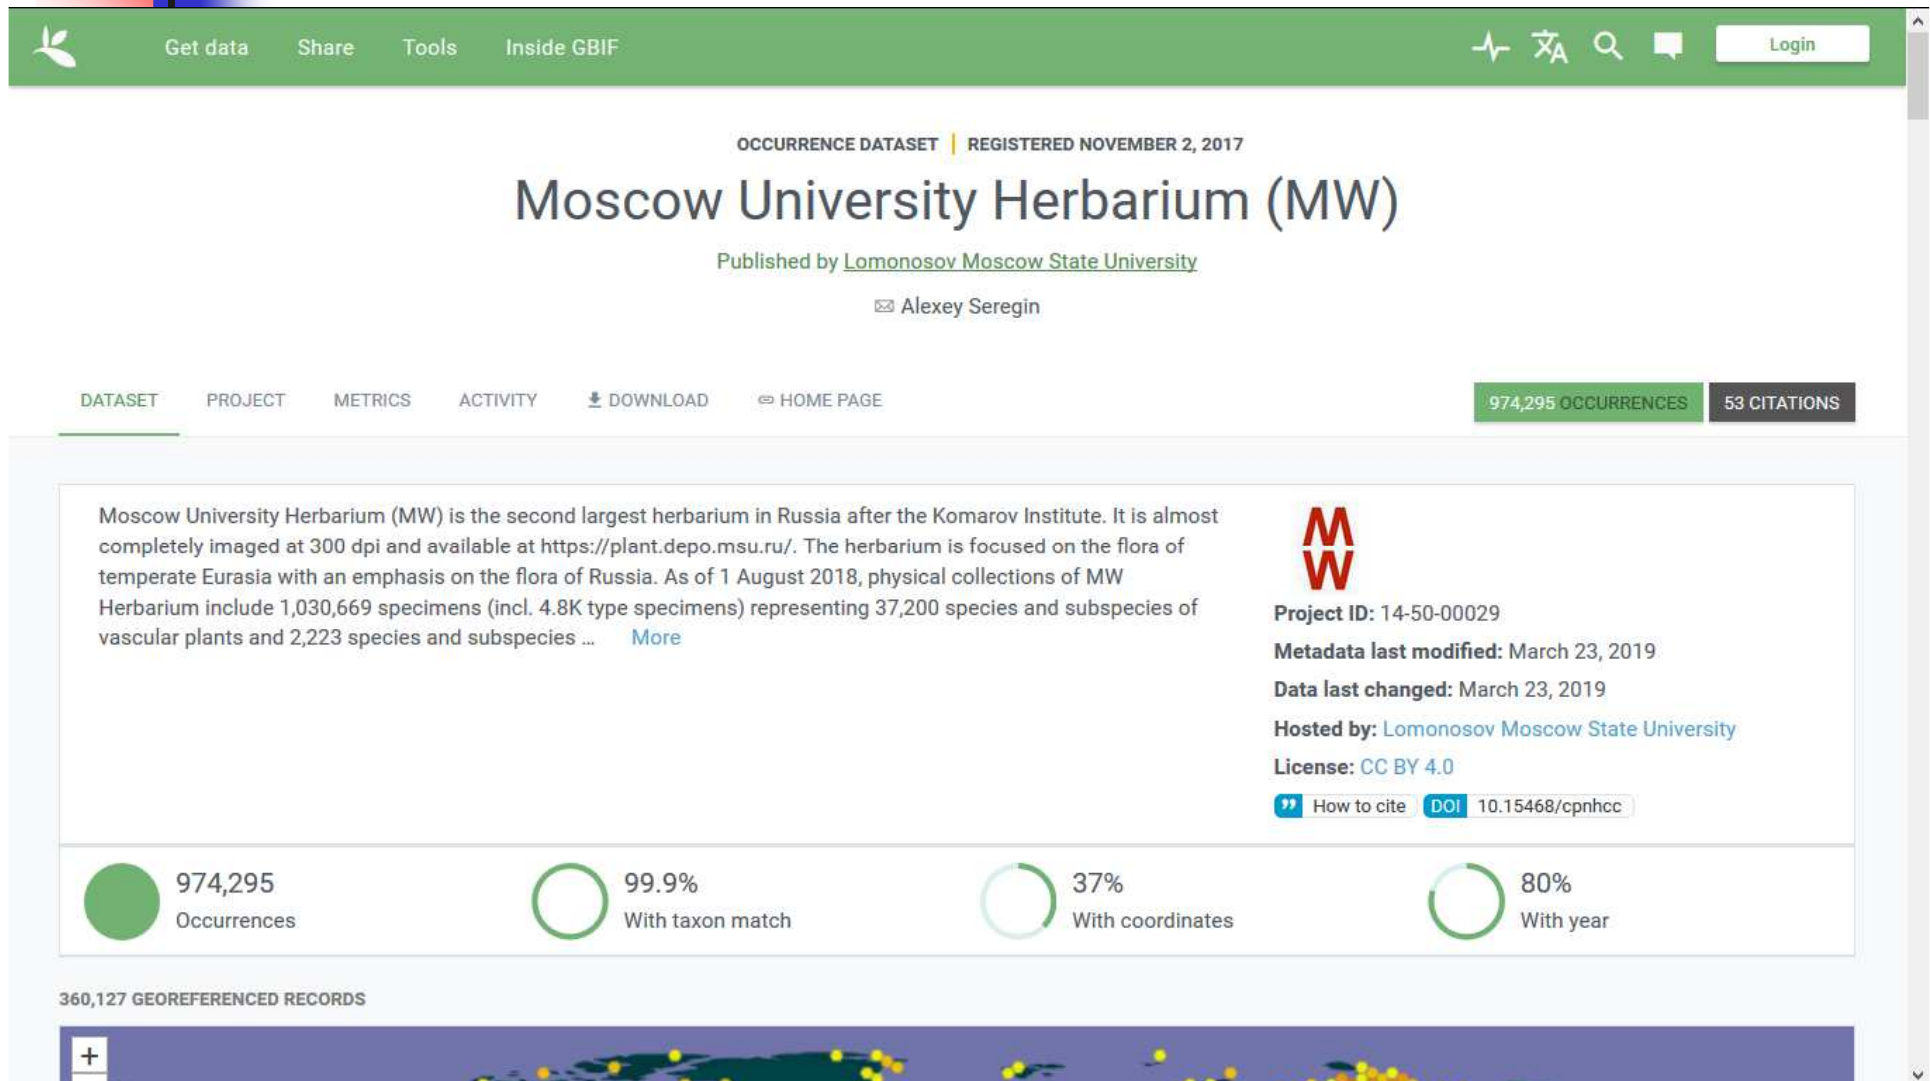 Get data Share Tools Inside GBIF Login
OCCURRENCE DATASET | REGISTERED NOVEMBER 2, 2017
Moscow University Herbarium (MW)
Published by Lomonosov Moscow State University
Alexey Seregin
DATASET PROJECT METRICS ACTIVITY DOWNLOAD HOME PAGE 974,295 OCCURRENCES 53 CITATIONS
Moscow University Herbarium (MW) is the second largest herbarium in Russia after the Komarov Institute. It is almost
completely imaged at 300 dpi and available at https://plant.depo.msu.ru/. The herbarium is focused on the flora of
temperate Eurasia with an emphasis on the flora of Russia. As of 1 August 2018, physical collections of MW
Herbarium include 1,030,669 specimens (incl. 4.8K type specimens) representing 37,200 species and subspecies of
vascular plants and 2,223 species and subspecies ... More
M
W
Project ID: 14-50-00029
Metadata last modified: March 23, 2019
Data last changed: March 23, 2019
Hosted by: Lomonosov Moscow State University
License: CC BY 4.0
How to cite DOI 10.15468/cpnhcc
974,295 99.9% 37% 80%
Occurrences With taxon match With coordinates With year
360,127 GEOREFERENCED RECORDS
+